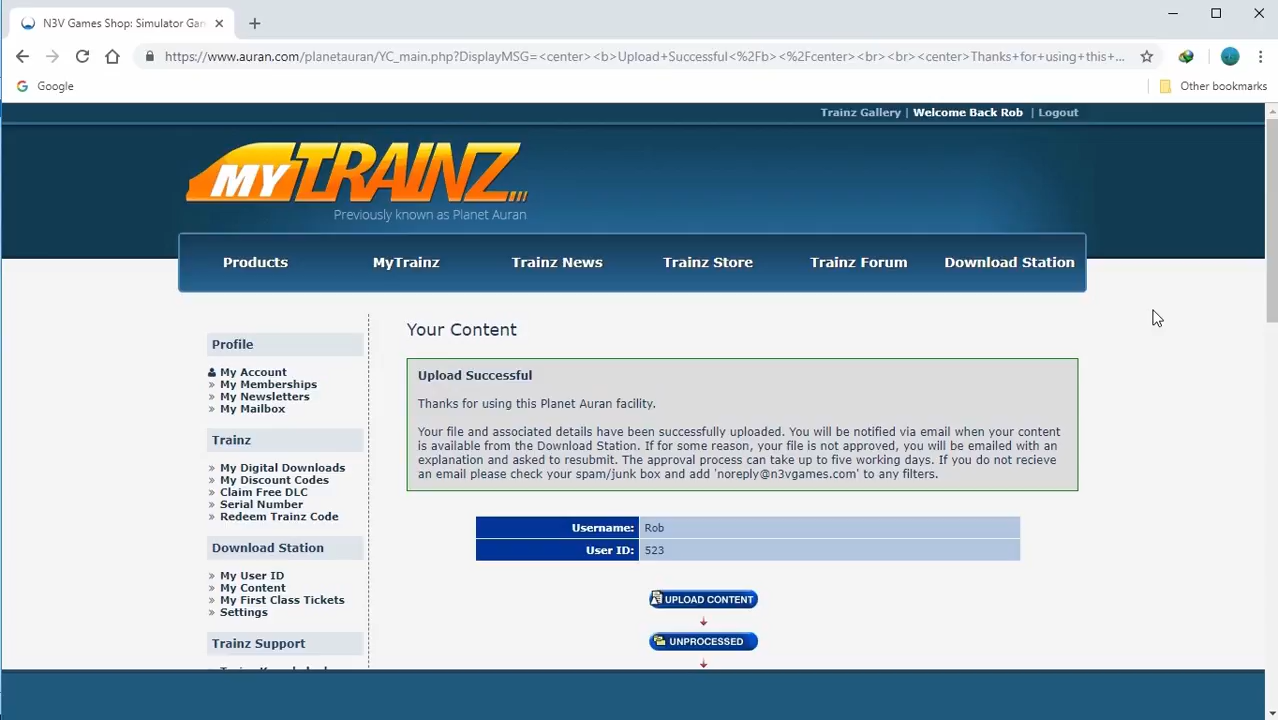 N3V Games Shop: Simulator Gan
https://www.auran.com/planetauran/YC_main.php?DisplayMSG=<center><b>Upload+Successful<%2Fb><%2Fcenter><br><br><center>Thanks+for+using+this+...
Google
Other bookmarks
Trainz Gallery | Welcome Back Rob | Logout
MYTRAINZ...
Previously known as Planet Auran
Products MyTrainz Trainz News Trainz Store Trainz Forum Download Station
Profile
» My Account
» My Memberships
» My Newsletters
» My Mailbox
Trainz
» My Digital Downloads
» My Discount Codes
» Claim Free DLC
» Serial Number
» Redeem Trainz Code
Download Station
» My User ID
» My Content
» My First Class Tickets
» Settings
Trainz Support
Your Content
Upload Successful
Thanks for using this Planet Auran facility.
Your file and associated details have been successfully uploaded. You will be notified via email when your content
is available from the Download Station. If for some reason, your file is not approved, you will be emailed with an
explanation and asked to resubmit. The approval process can take up to five working days. If you do not recieve
an email please check your spam/junk box and add 'noreply@n3vgames.com' to any filters.
Username: Rob
User ID: 523
UPLOAD CONTENT
UNPROCESSED